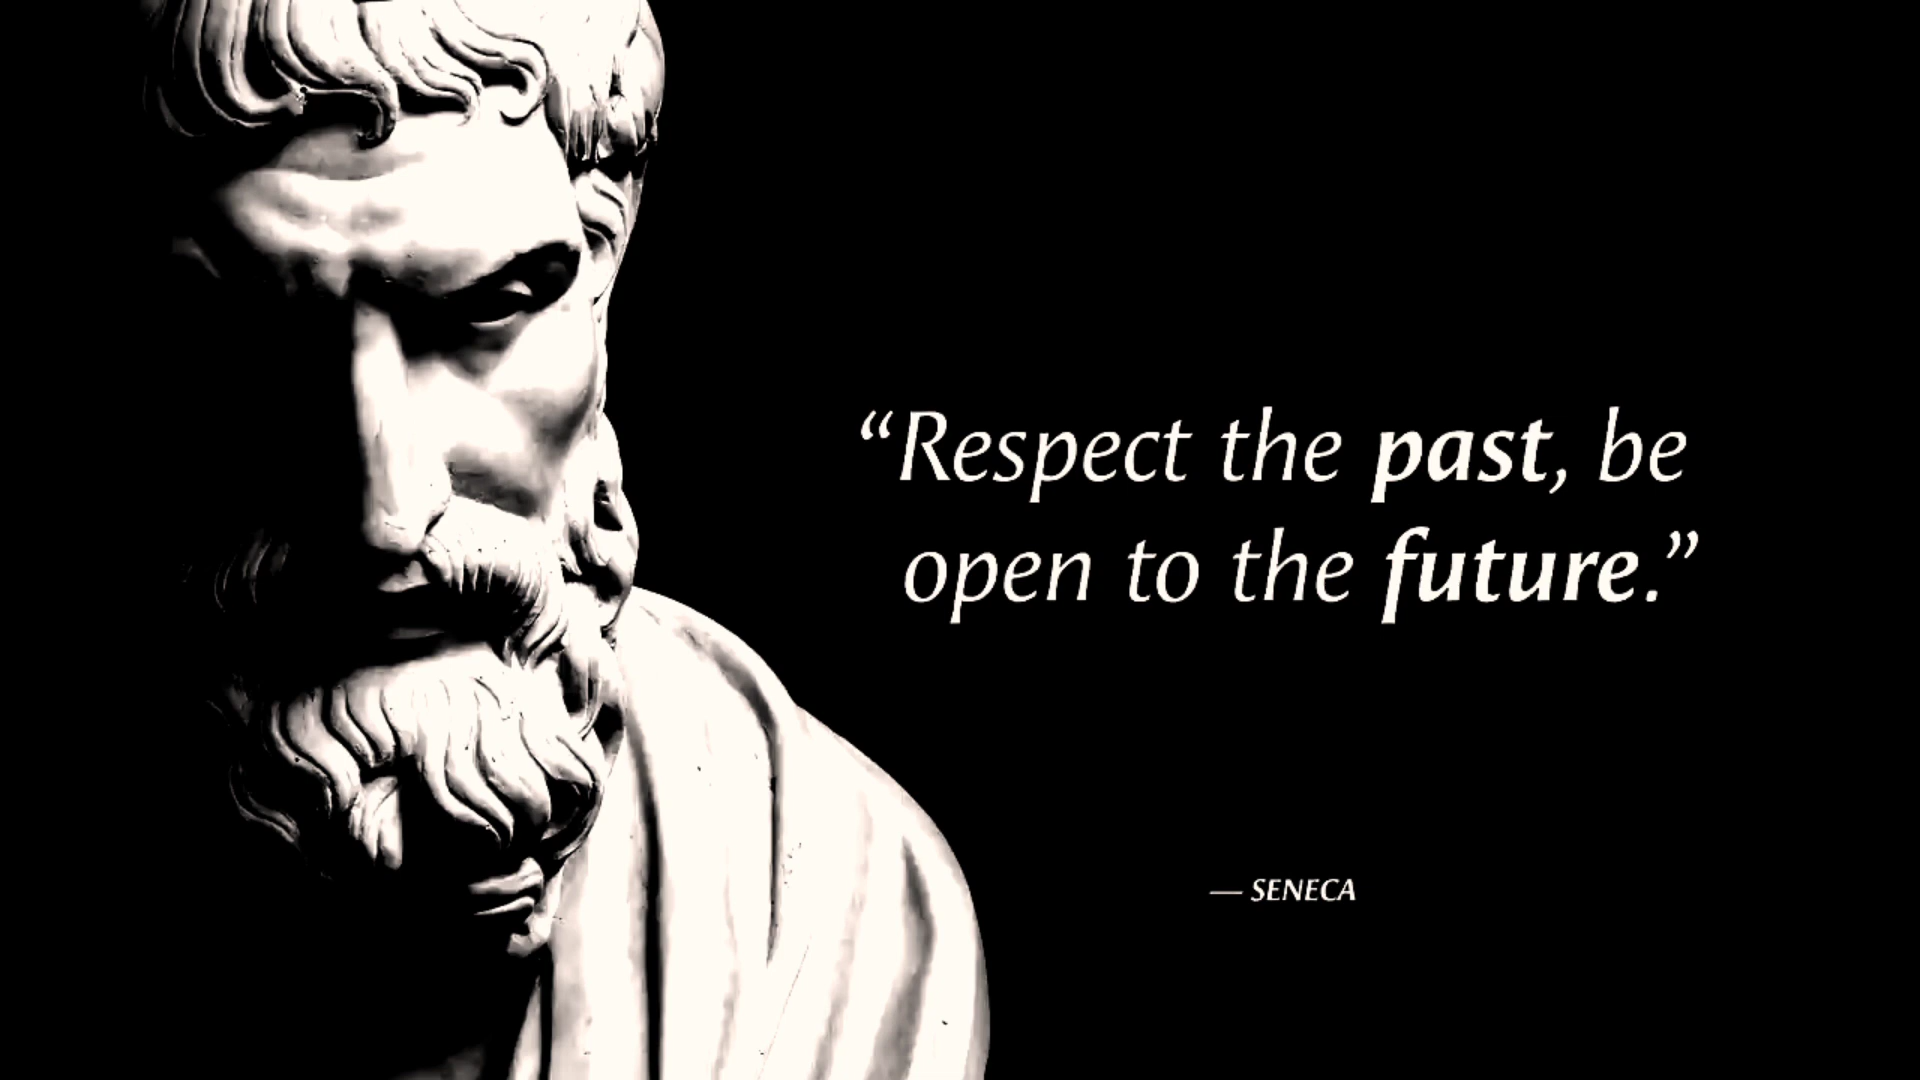 “Respect the past, be
open to the future.”
— SENECA